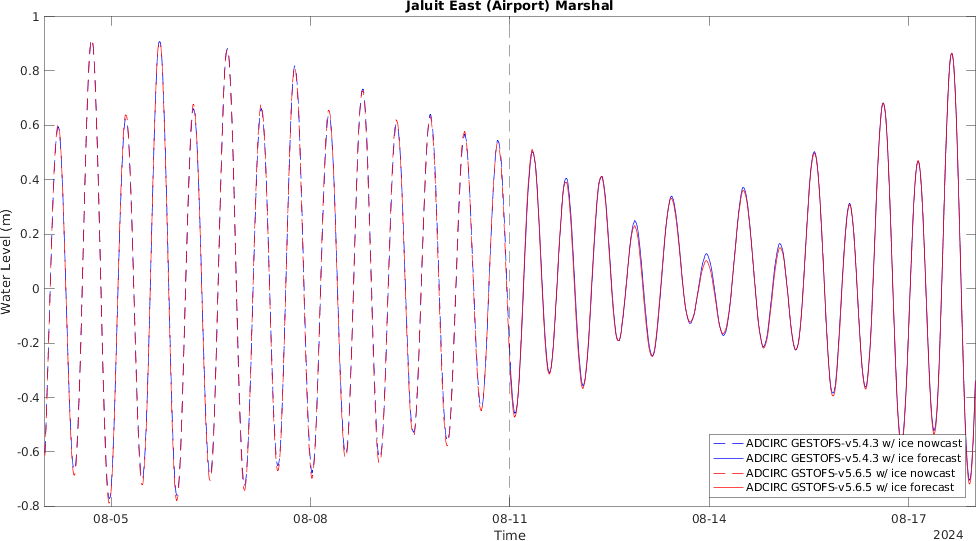 Jaluit East (Airport) Marshal
Water Level (m)
1
0.8
0.6
0.4
0.2
0
-0.2
-0.4
-0.6
-0.8
ADCIRC GESTOFS-v5.4.3 w/ ice nowcast
ADCIRC GESTOFS-v5.4.3 w/ ice forecast
ADCIRC GSTOFS-v5.6.5 w/ ice nowcast
ADCIRC GSTOFS-v5.6.5 w/ ice forecast
08-05 08-08 08-11 08-14 08-17
Time
2024